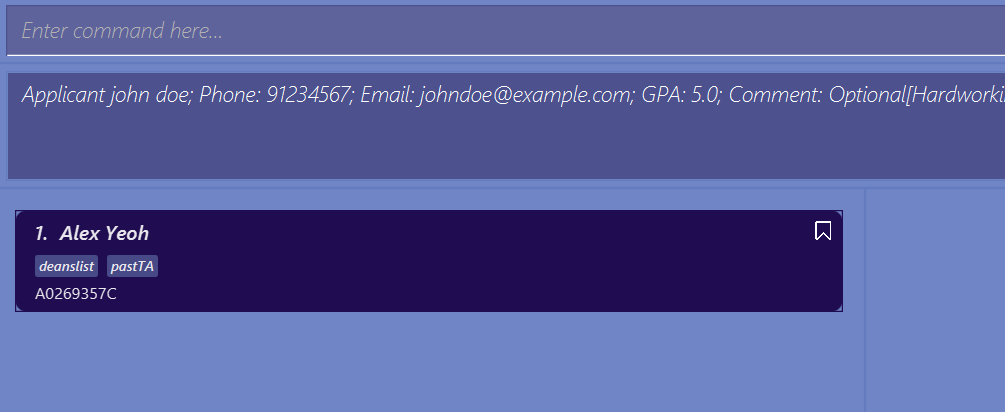 Enter command here...
Applicant john doe; Phone: 91234567; Email: johndoe@example.com; GPA: 5.0; Comment: Optional[Hardworki
1. Alex Yeoh
deanslist pastTA
A0269357C